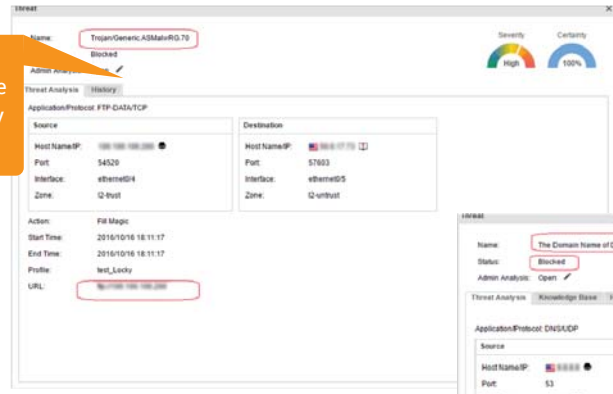 Threat
Name: Trojan/Generic.ASMalwRG.70
Blocked
Admin Analysis:
Severity
High
Certainty
100%
Threat Analysis History
Application/Protocol: FTP-DATA/TCP
Source
Host Name/IP:
Port: 54520
Interface: ethernet0/4
Zone: l2-trust
Destination
Host Name/IP:
Port: 57603
Interface: ethernet0/5
Zone: l2-untrust
Action: Fill Magic
Start Time: 2016/10/16 18:11:17
End Time: 2016/10/16 18:11:17
Profile: test_Locky
URL:
Threat
Name: The Domain Name of D
Status: Blocked
Admin Analysis: Open
Threat Analysis Knowledge Base
Application/Protocol: DNS/UDP
Source
Host Name/IP:
Port: 53